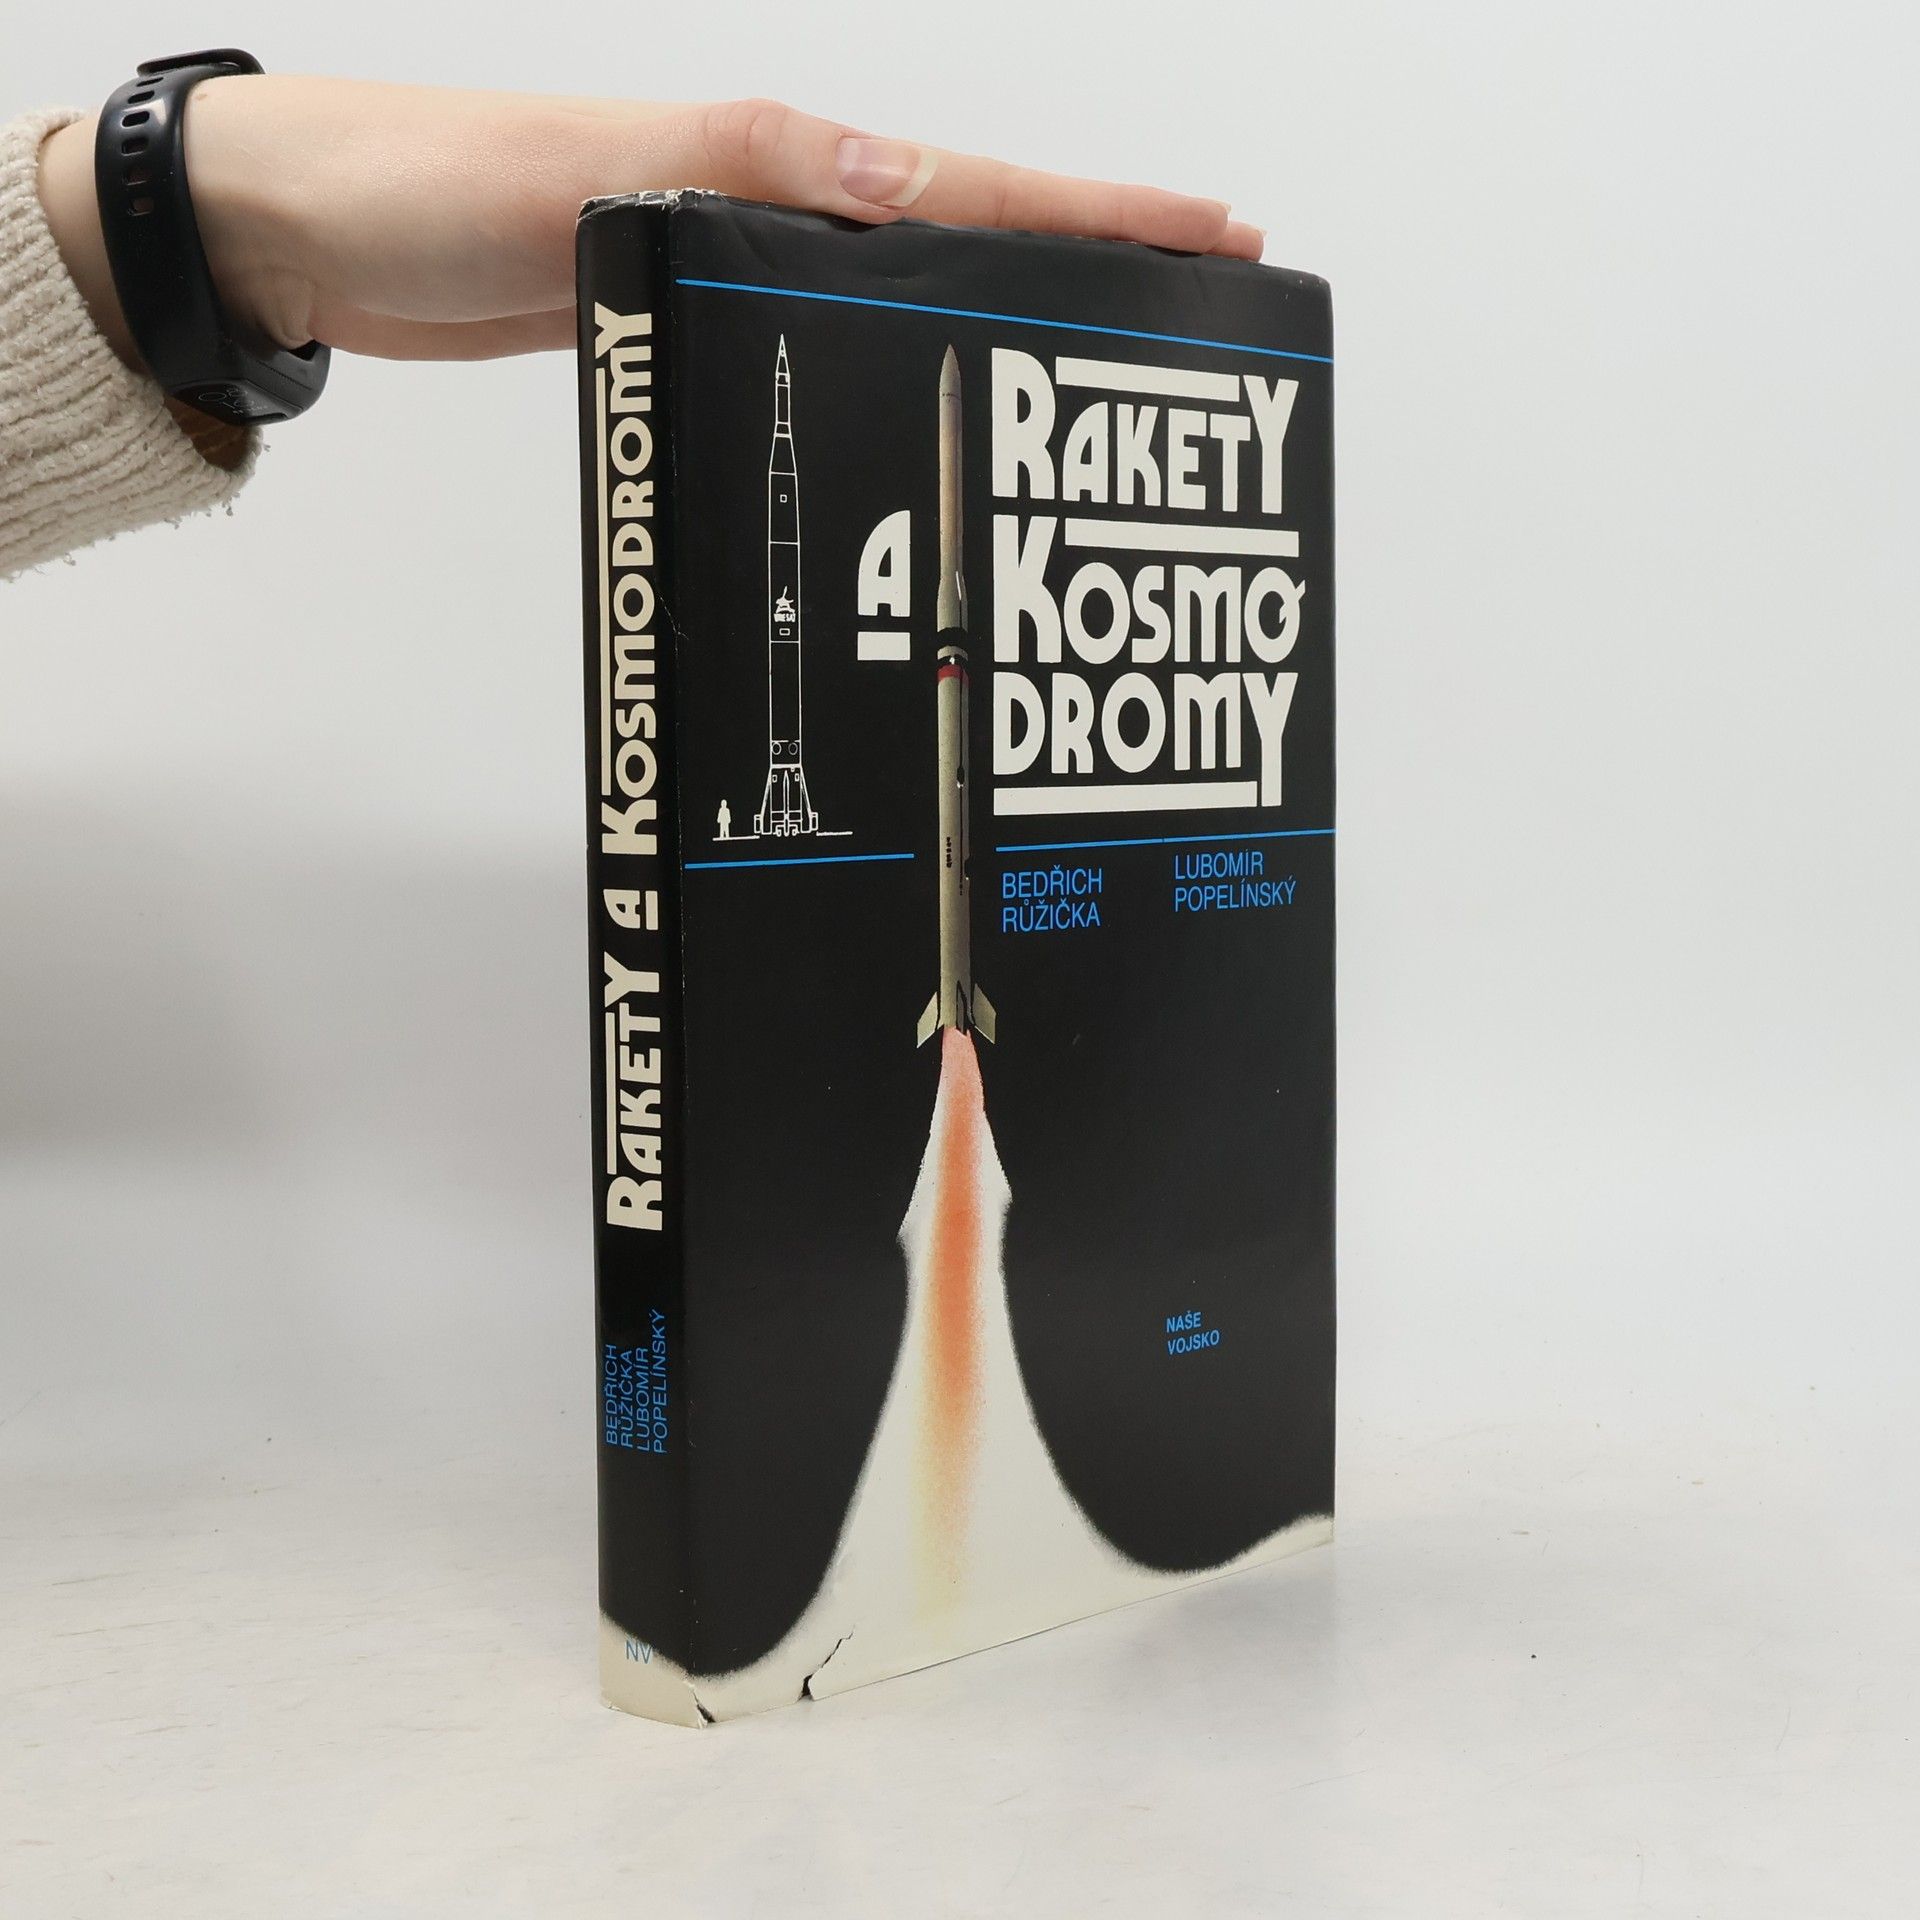 RAKETY A KOSMODROMY
BEDŘICH
RŮŽIČKA
LUBOMÍR
POPELÍNSKÝ
NV
RAKETY
A KOSMO
DROMY
BEDŘICH
RŮŽIČKA
LUBOMÍR
POPELÍNSKÝ
NAŠE
VOJSKO